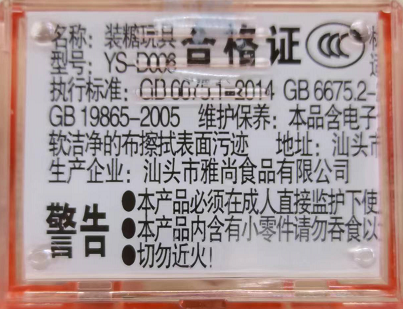 名称：装糖玩具 合格证 CCC
型号：YS-D006
执行标准：GB 6675.1-2014 GB 6675.2-
GB 19865-2005 维护保养：本品含电子
软洁净的布擦拭表面污迹 地址：汕头市
生产企业：汕头市雅尚食品有限公司
警告
●本产品必须在成人直接监护下使
●本产品内含有小零件请勿吞食以
●切勿近火！